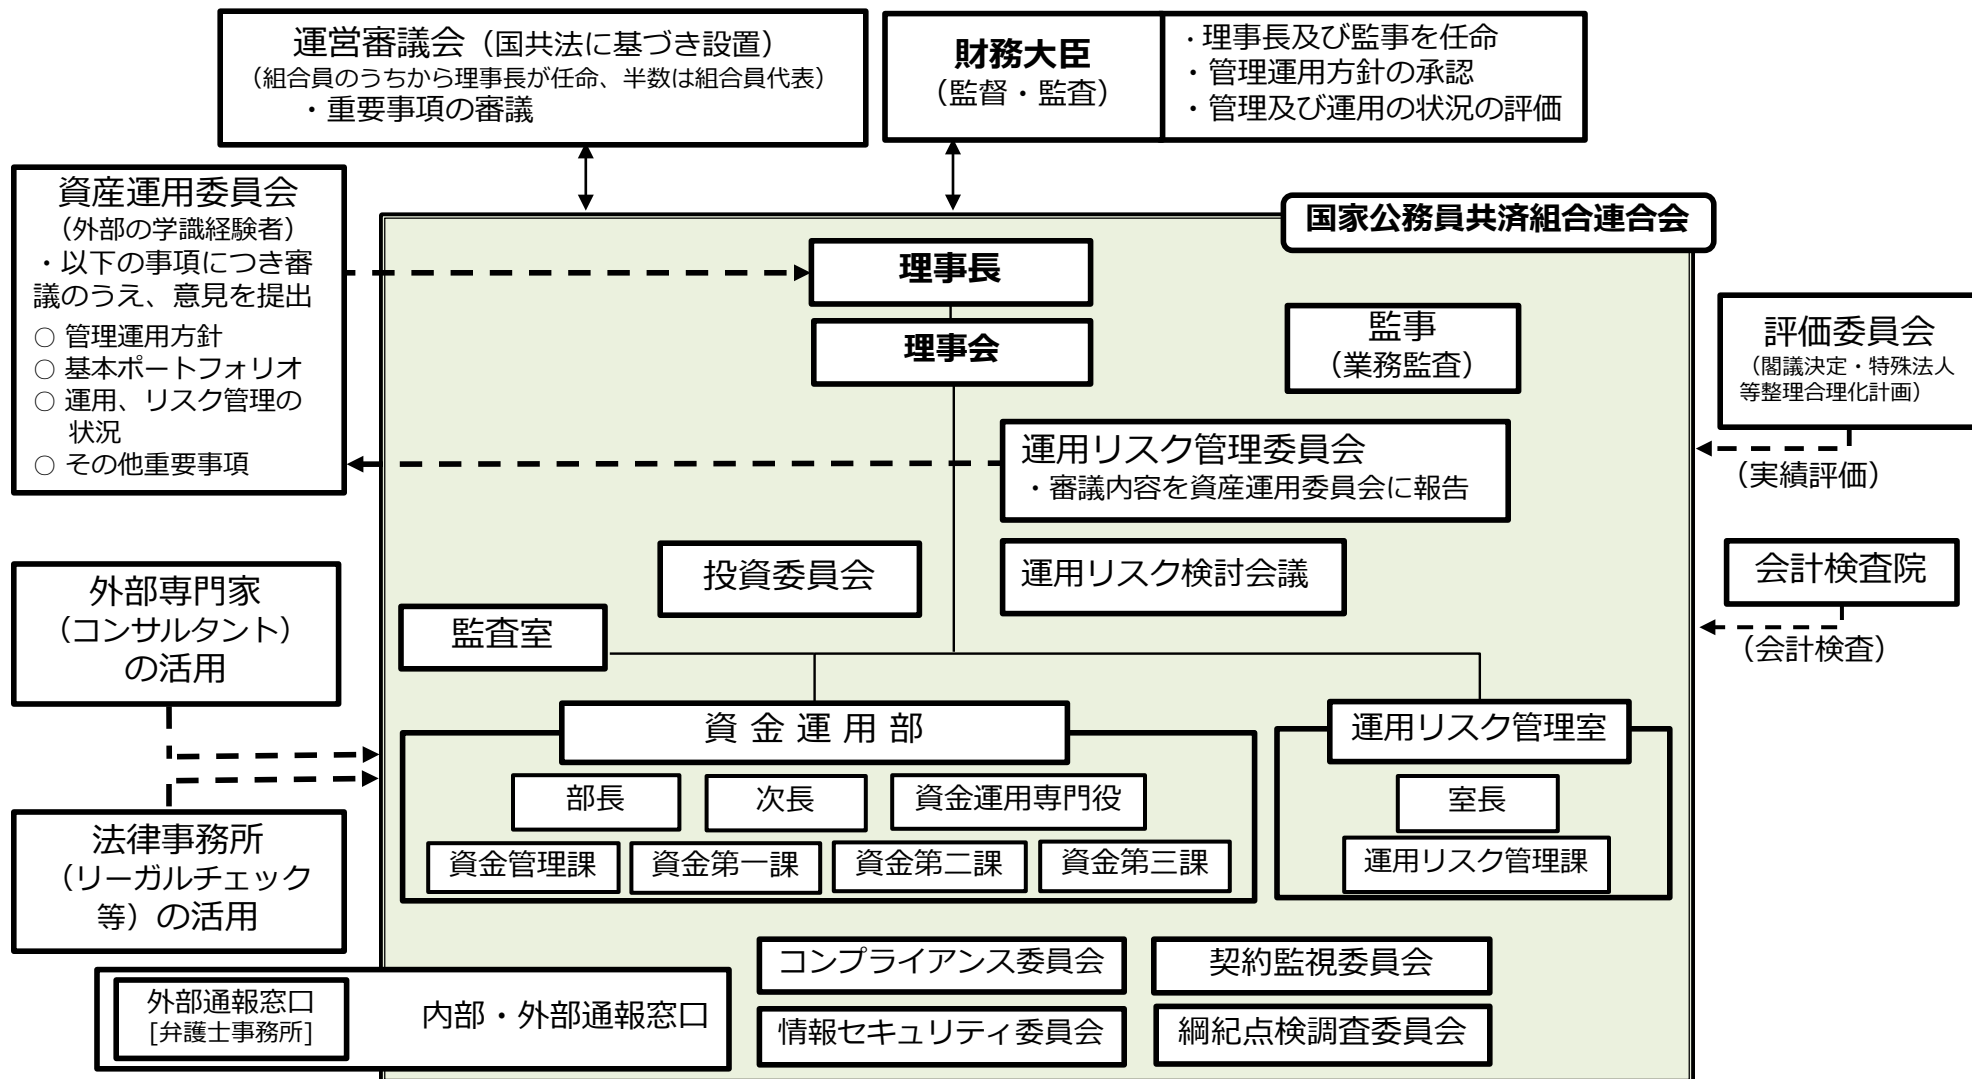 運営審議会（国共法に基づき設置）
（組合員のうちから理事長が任命、半数は組合員代表）
・重要事項の審議
財務大臣
（監督・監査）
・理事長及び監事を任命
・管理運用方針の承認
・管理及び運用の状況の評価
資産運用委員会
（外部の学識経験者）
・以下の事項につき審
議のうえ、意見を提出
○ 管理運用方針
○ 基本ポートフォリオ
○ 運用、リスク管理の
状況
○ その他重要事項
国家公務員共済組合連合会
理事長
理事会
監事
（業務監査）
評価委員会
（閣議決定・特殊法人
等整理合理化計画）
（実績評価）
運用リスク管理委員会
・審議内容を資産運用委員会に報告
投資委員会
運用リスク検討会議
会計検査院
（会計検査）
外部専門家
（コンサルタント）
の活用
監査室
資 金 運 用 部
運用リスク管理室
部長
次長
資金運用専門役
室長
資金管理課
資金第一課
資金第二課
資金第三課
運用リスク管理課
法律事務所
（リーガルチェック
等）の活用
コンプライアンス委員会
契約監視委員会
外部通報窓口
[弁護士事務所]
内部・外部通報窓口
情報セキュリティ委員会
綱紀点検調査委員会